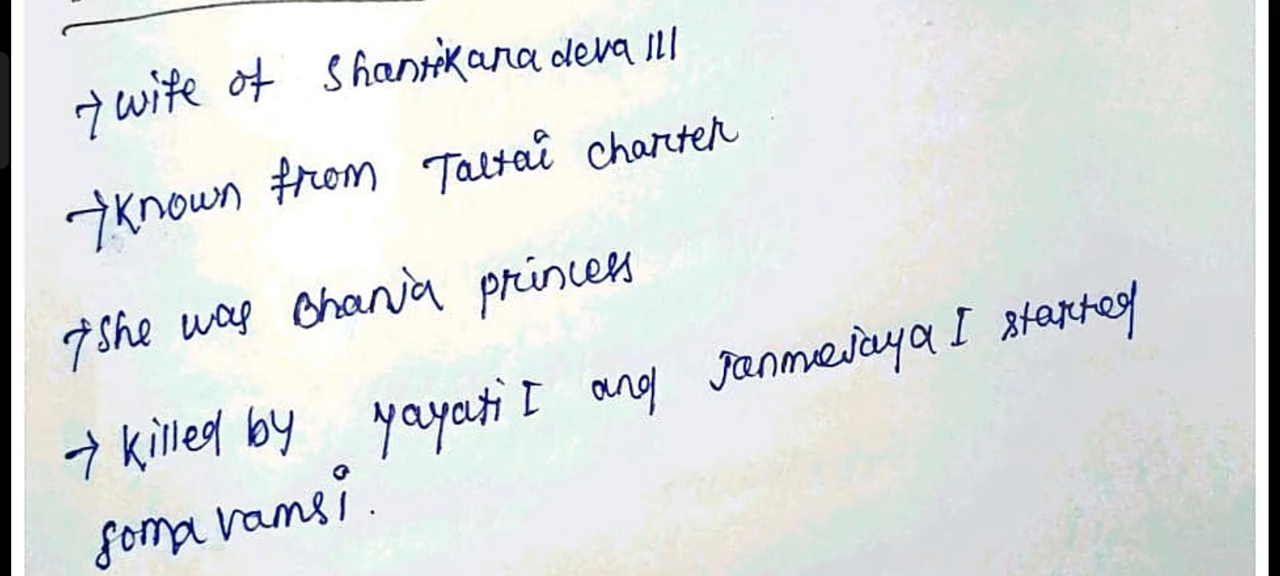 → wife of Shantikara deva III
→ Known from Taltai charter
→ She was Bhanja princess
→ Killed by Yayati I and Janmejaya I started
Soma vamsi.